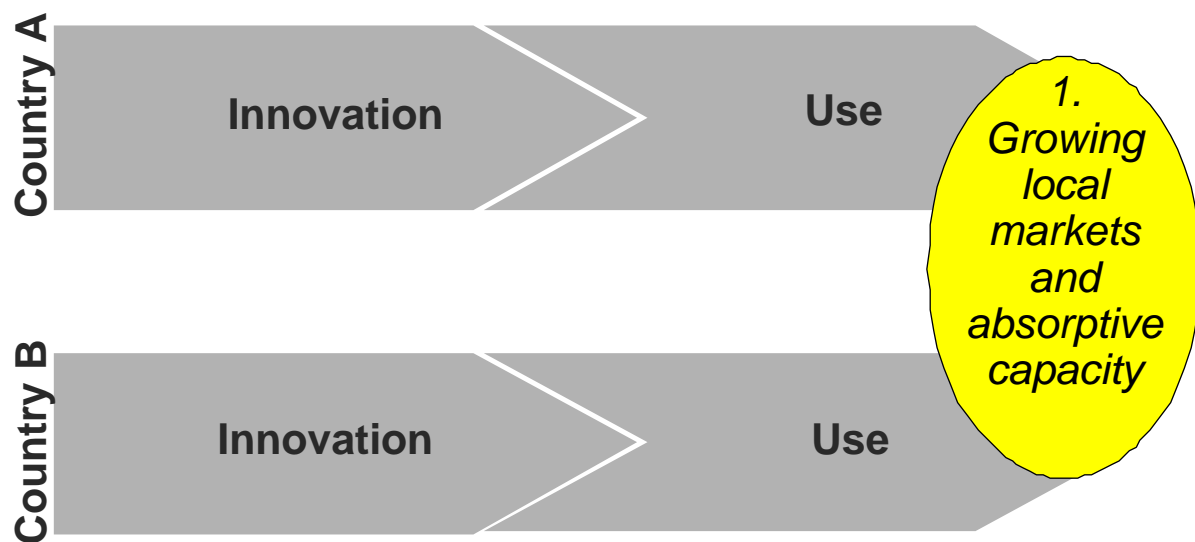 Country A
Innovation
Use
1.
Growing
local
markets
and
absorptive
capacity
Country B
Innovation
Use